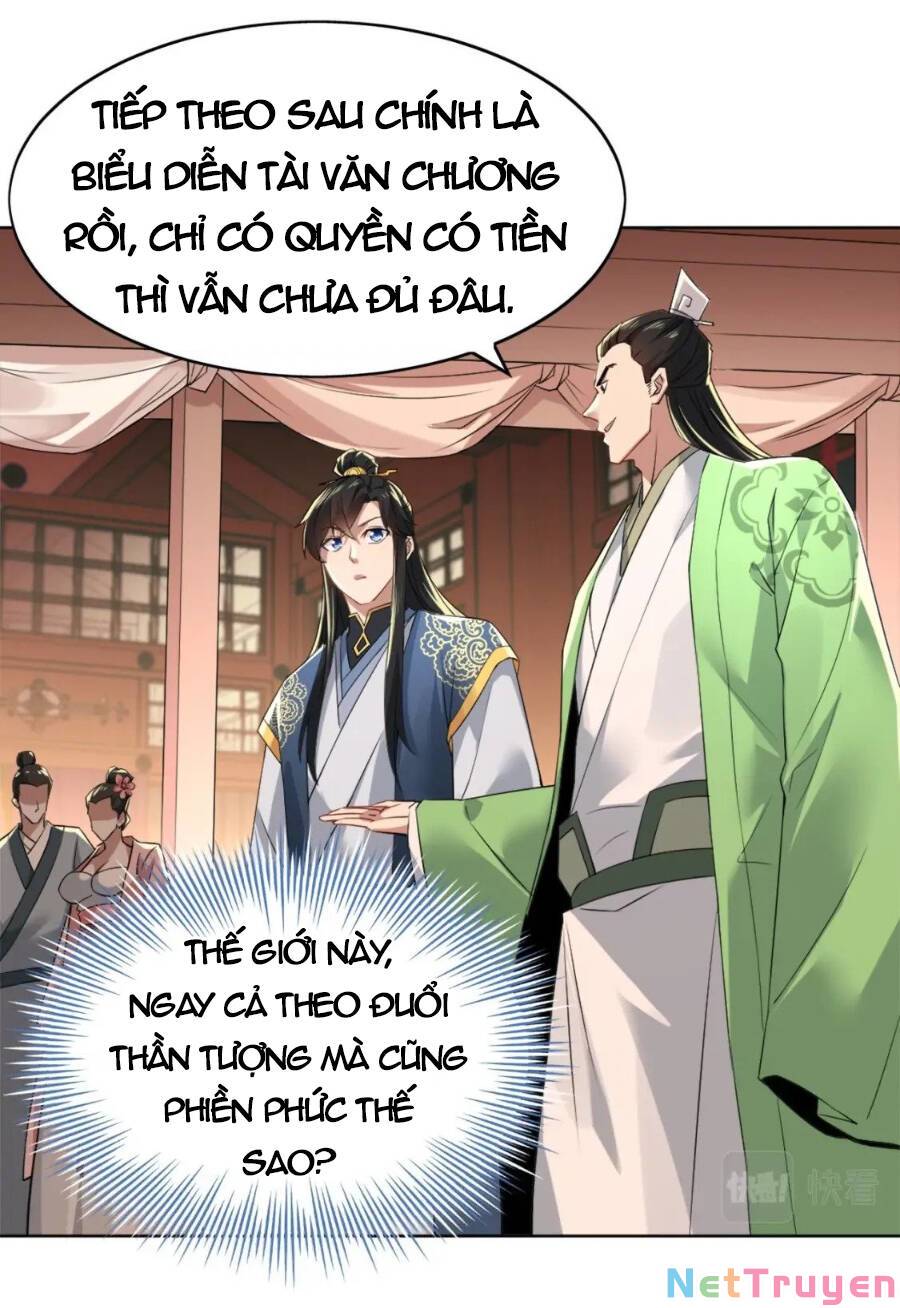 TIẾP THEO SAU CHÍNH LÀ
BIỂU DIỄN TÀI VĂN CHƯƠNG
RỒI, CHỈ CÓ QUYỀN CÓ TIỀN
THÌ VẪN CHƯA ĐỦ ĐÂU.
THẾ GIỚI NÀY,
NGAY CẢ THEO ĐUỔI
THẦN TƯỢNG MÀ CŨNG
PHIỀN PHỨC THẾ
SAO?
快看! 快看
NetTruyen